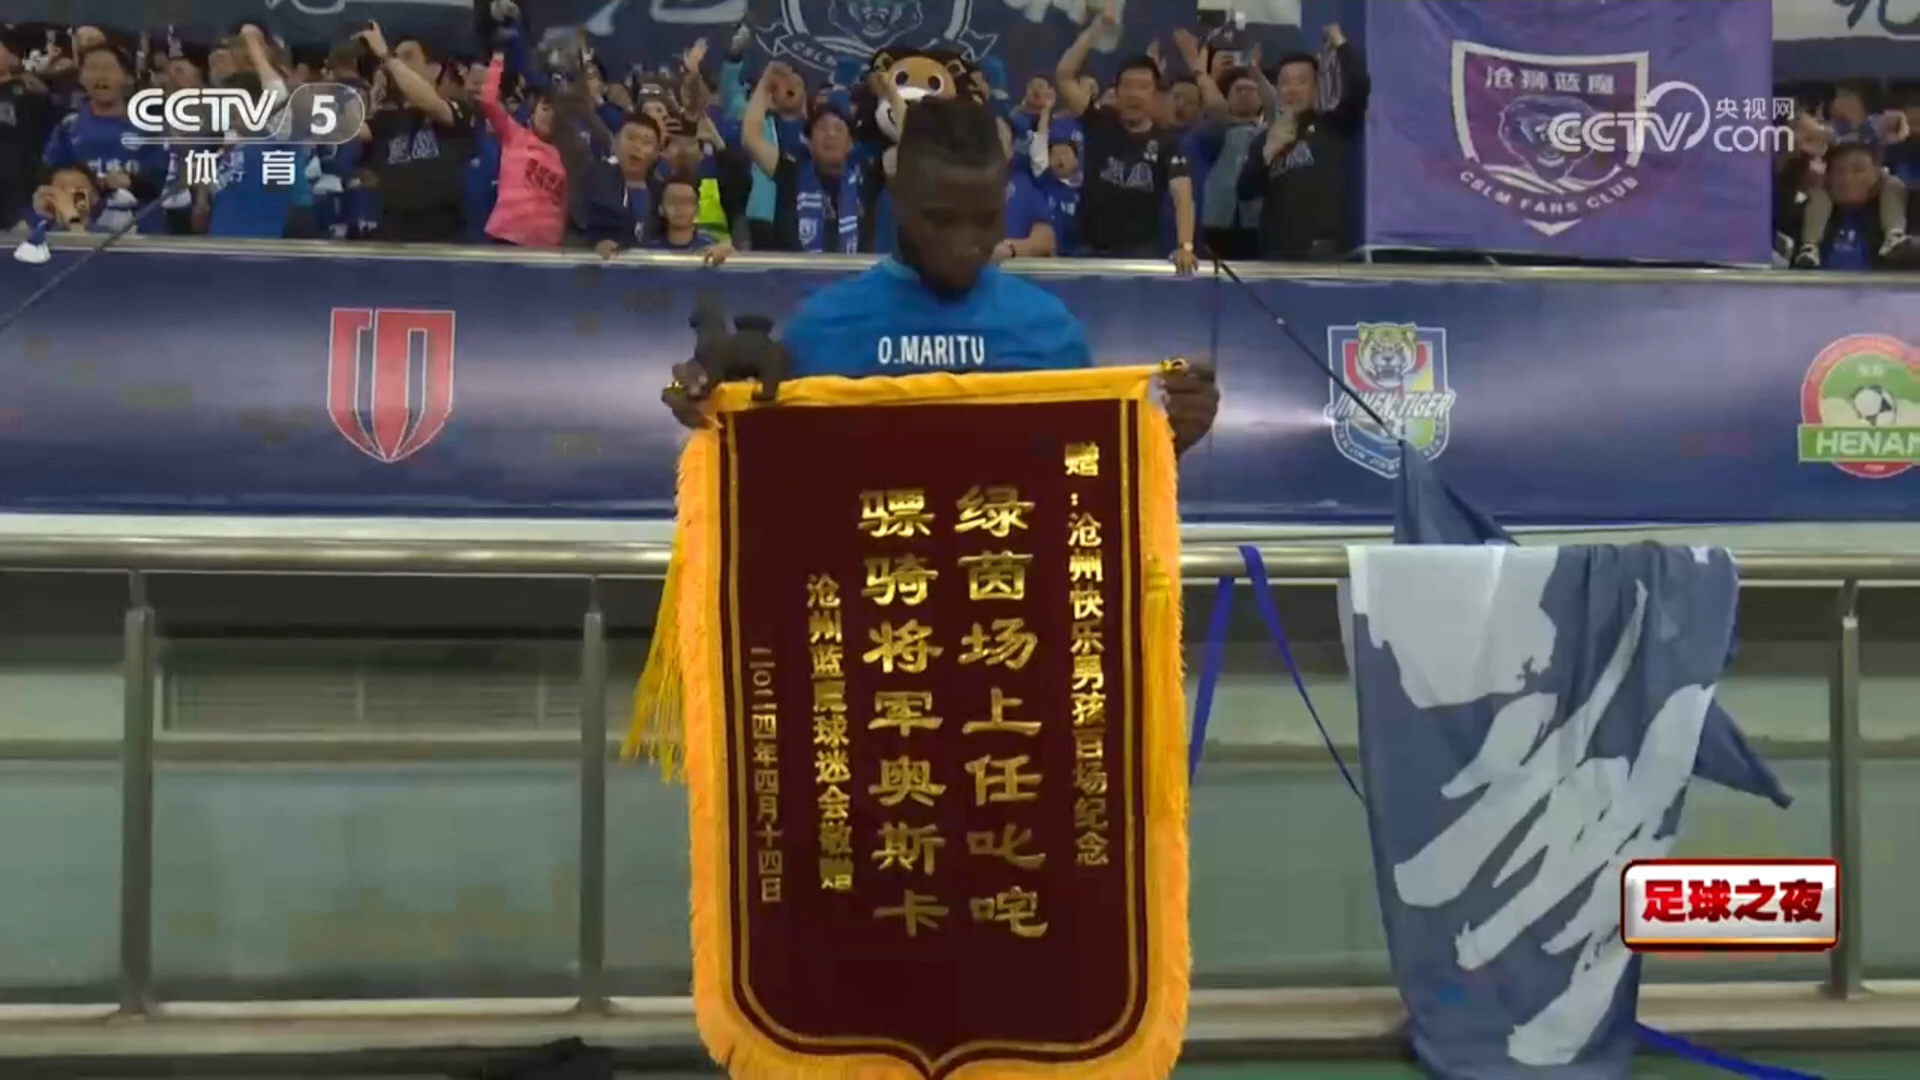 CCTV 5
体育
央视网
CCTV.com
沧狮蓝魔
CSLM FANS CLUB
O.MARITU
JINMEN TIGER
HENAN
赠：沧州快乐男孩百场纪念
绿茵场上任叱咤
骠骑将军奥斯卡
沧州蓝魔球迷会敬赠
二〇二四年四月十四日
足球之夜